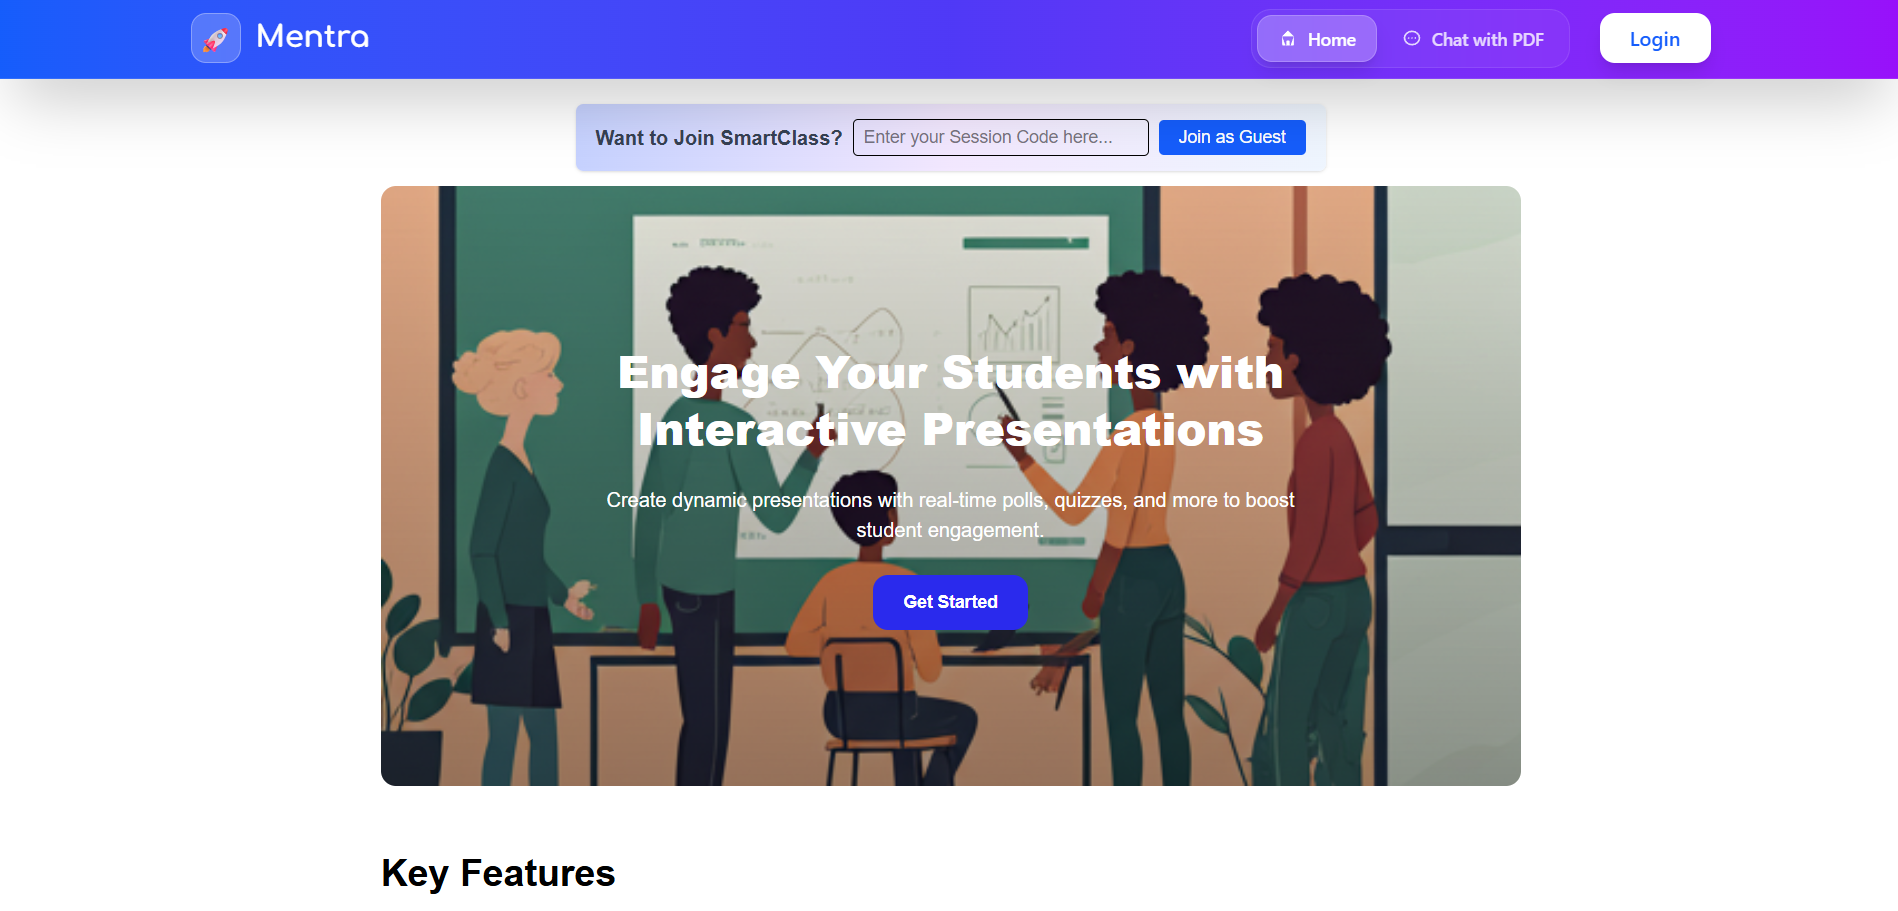 Mentra
Home
Chat with PDF
Login
Want to Join SmartClass?
Enter your Session Code here...
Join as Guest
Engage Your Students with
Interactive Presentations
Create dynamic presentations with real-time polls, quizzes, and more to boost
student engagement.
Get Started
Key Features